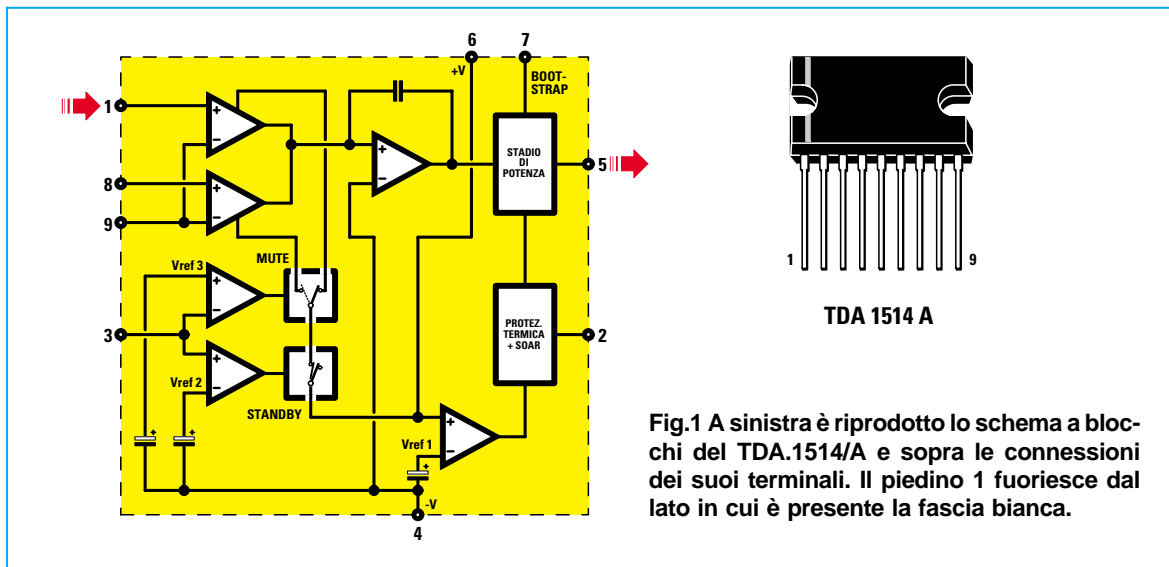 6
7
+V
BOOT-
STRAP
1
+
-
+
-
STADIO
DI
POTENZA
5
8
+
-
9
MUTE
Vref 3
+
-
3
PROTEZ.
TERMICA
+ SOAR
2
+
-
Vref 2
STANDBY
+
-
Vref 1
+
+
+
-V
4
1
9
TDA 1514 A
Fig.1 A sinistra è riprodotto lo schema a bloc-
chi del TDA.1514/A e sopra le connessioni
dei suoi terminali. Il piedino 1 fuoriesce dal
lato in cui è presente la fascia bianca.